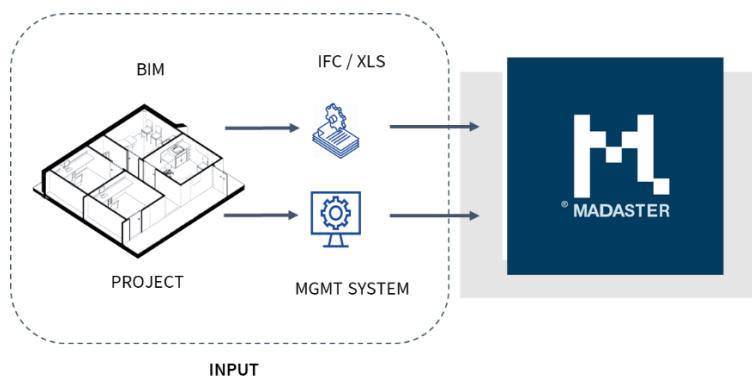 BIM
IFC / XLS
PROJECT
MGMT SYSTEM
INPUT
M.
® MADASTER